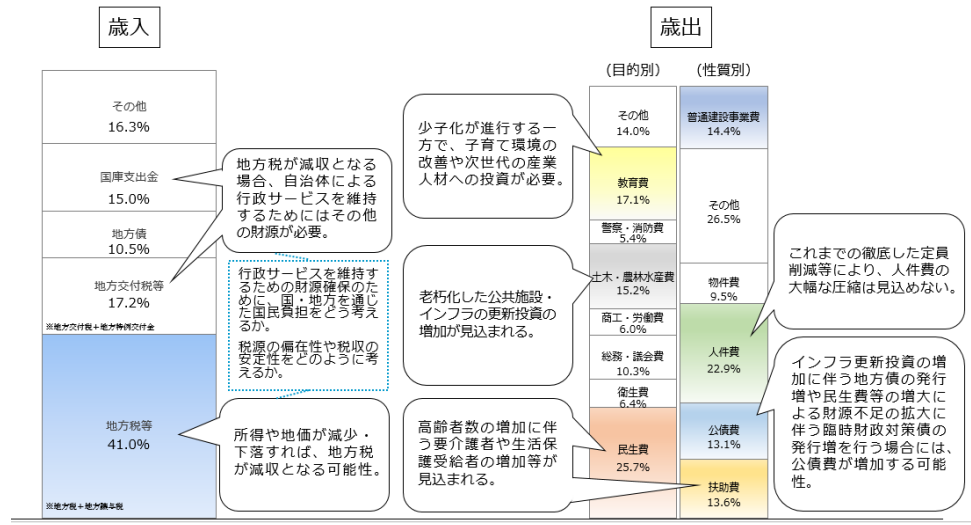 歳入
その他
16.3%
国庫支出金
15.0%
地方債
10.5%
地方交付税等
17.2%
※地方交付税＋地方特例交付金
地方税等
41.0%
※地方税＋地方譲与税
地方税が減収となる
場合、自治体による
行政サービスを維持
するためにはその他
の財源が必要。
行政サービスを維持す
るための財源確保のた
めに、国・地方を通じ
た国民負担をどう考え
るか。
税源の偏在性や税収の
安定性をどのように考
えるか。
所得や地価が減少・
下落すれば、地方税
が減収となる可能性。
歳出
（目的別）
（性質別）
少子化が進行する一
方で、子育て環境の
改善や次世代の産業
人材への投資が必要。
老朽化した公共施設・
インフラの更新投資の
増加が見込まれる。
高齢者数の増加に伴
う要介護者や生活保
護受給者の増加等が
見込まれる。
その他
14.0%
教育費
17.1%
警察・消防費
5.4%
土木・農林水産費
15.2%
商工・労働費
6.0%
総務・議会費
10.3%
衛生費
6.4%
民生費
25.7%
普通建設事業費
14.4%
その他
26.5%
物件費
9.5%
人件費
22.9%
公債費
13.1%
扶助費
13.6%
これまでの徹底した定員
削減等により、人件費の
大幅な圧縮は見込めない。
インフラ更新投資の増
加に伴う地方債の発行
増や民生費等の増大に
よる財源不足の拡大に
伴う臨時財政対策債の
発行増を行う場合には、
公債費が増加する可能
性。